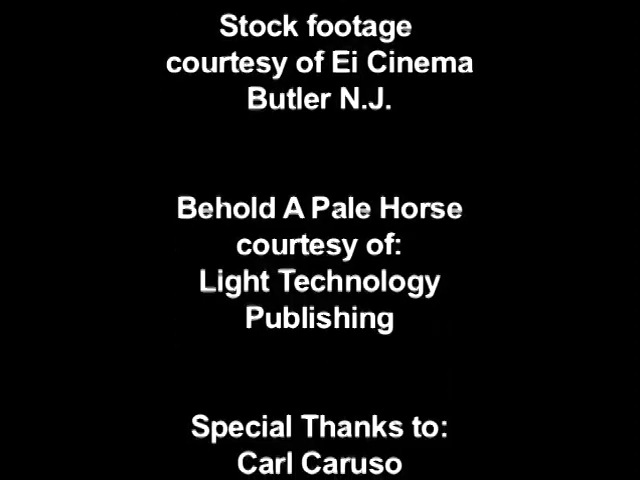 Stock footage
courtesy of Ei Cinema
Butler N.J.
Behold A Pale Horse
courtesy of:
Light Technology
Publishing
Special Thanks to:
Carl Caruso